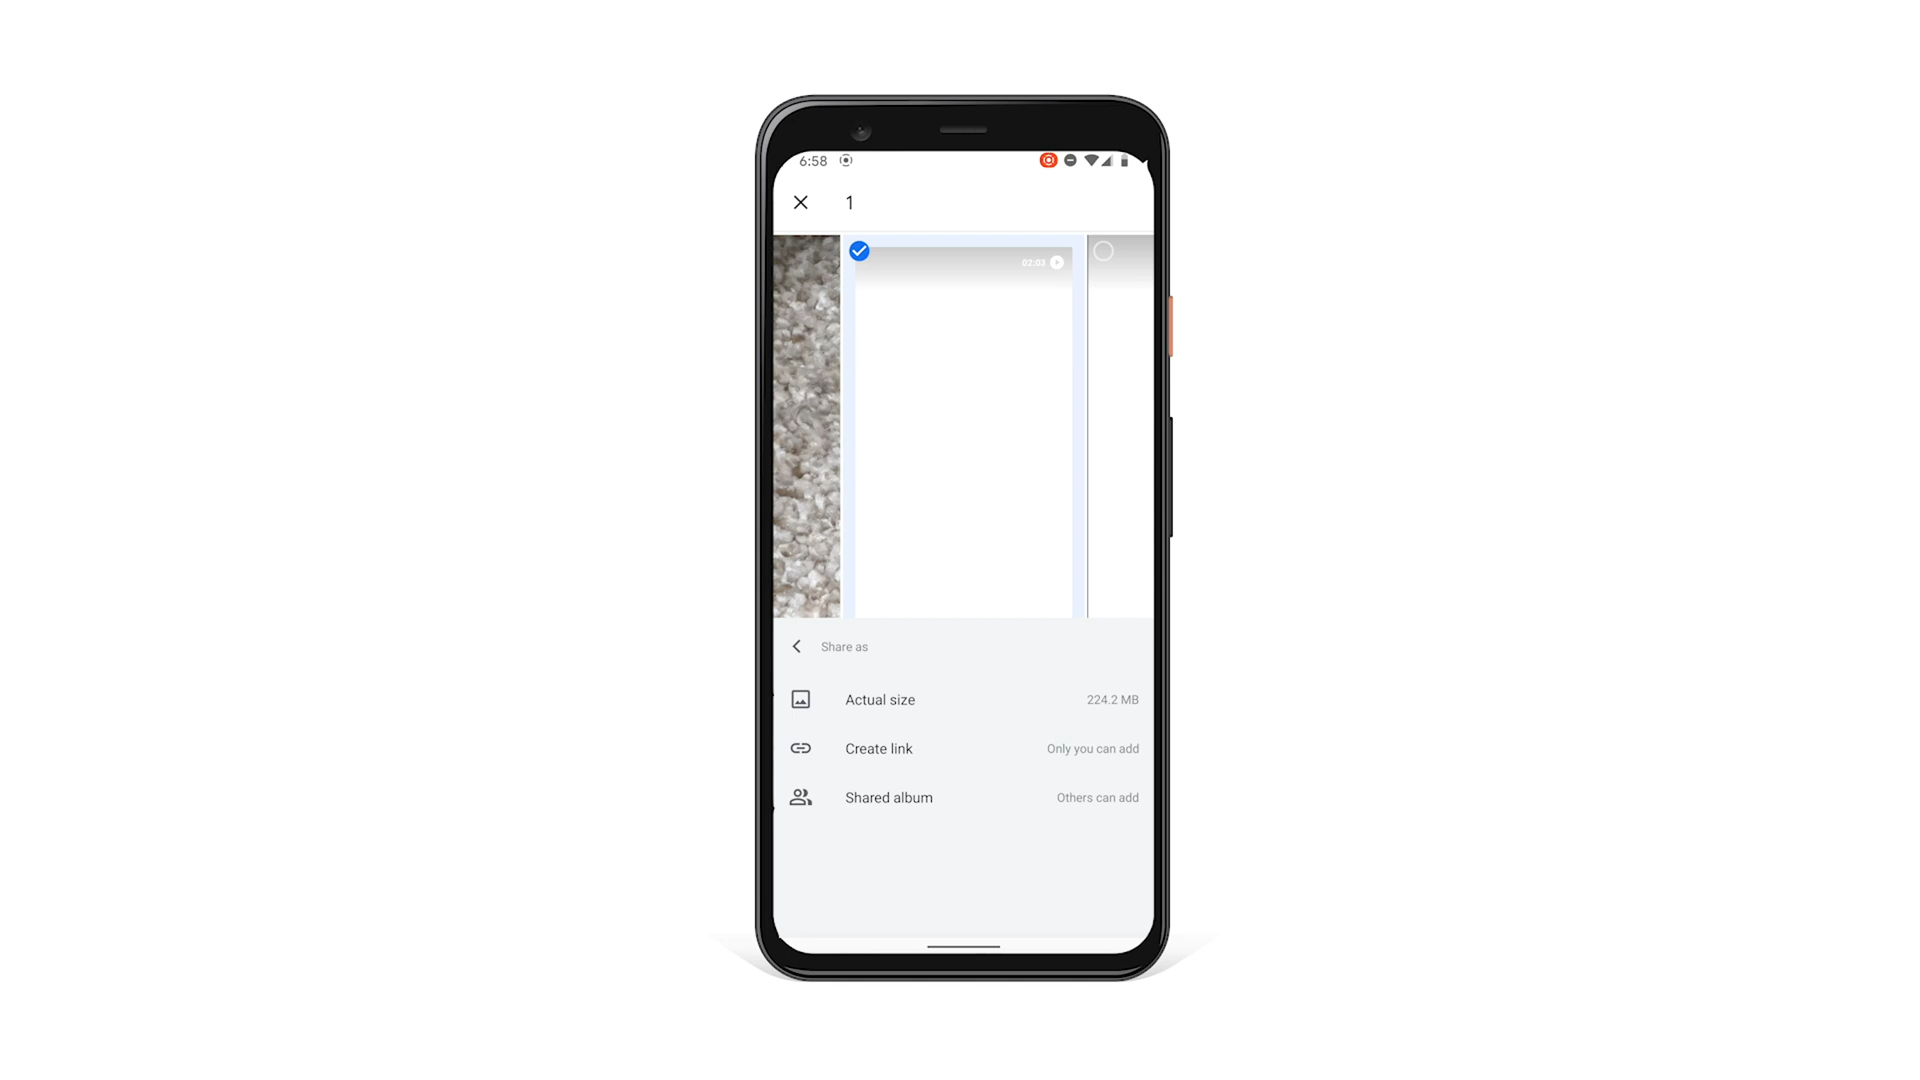 6:58
1
02:03
Share as
Actual size 224.2 MB
Create link Only you can add
Shared album Others can add